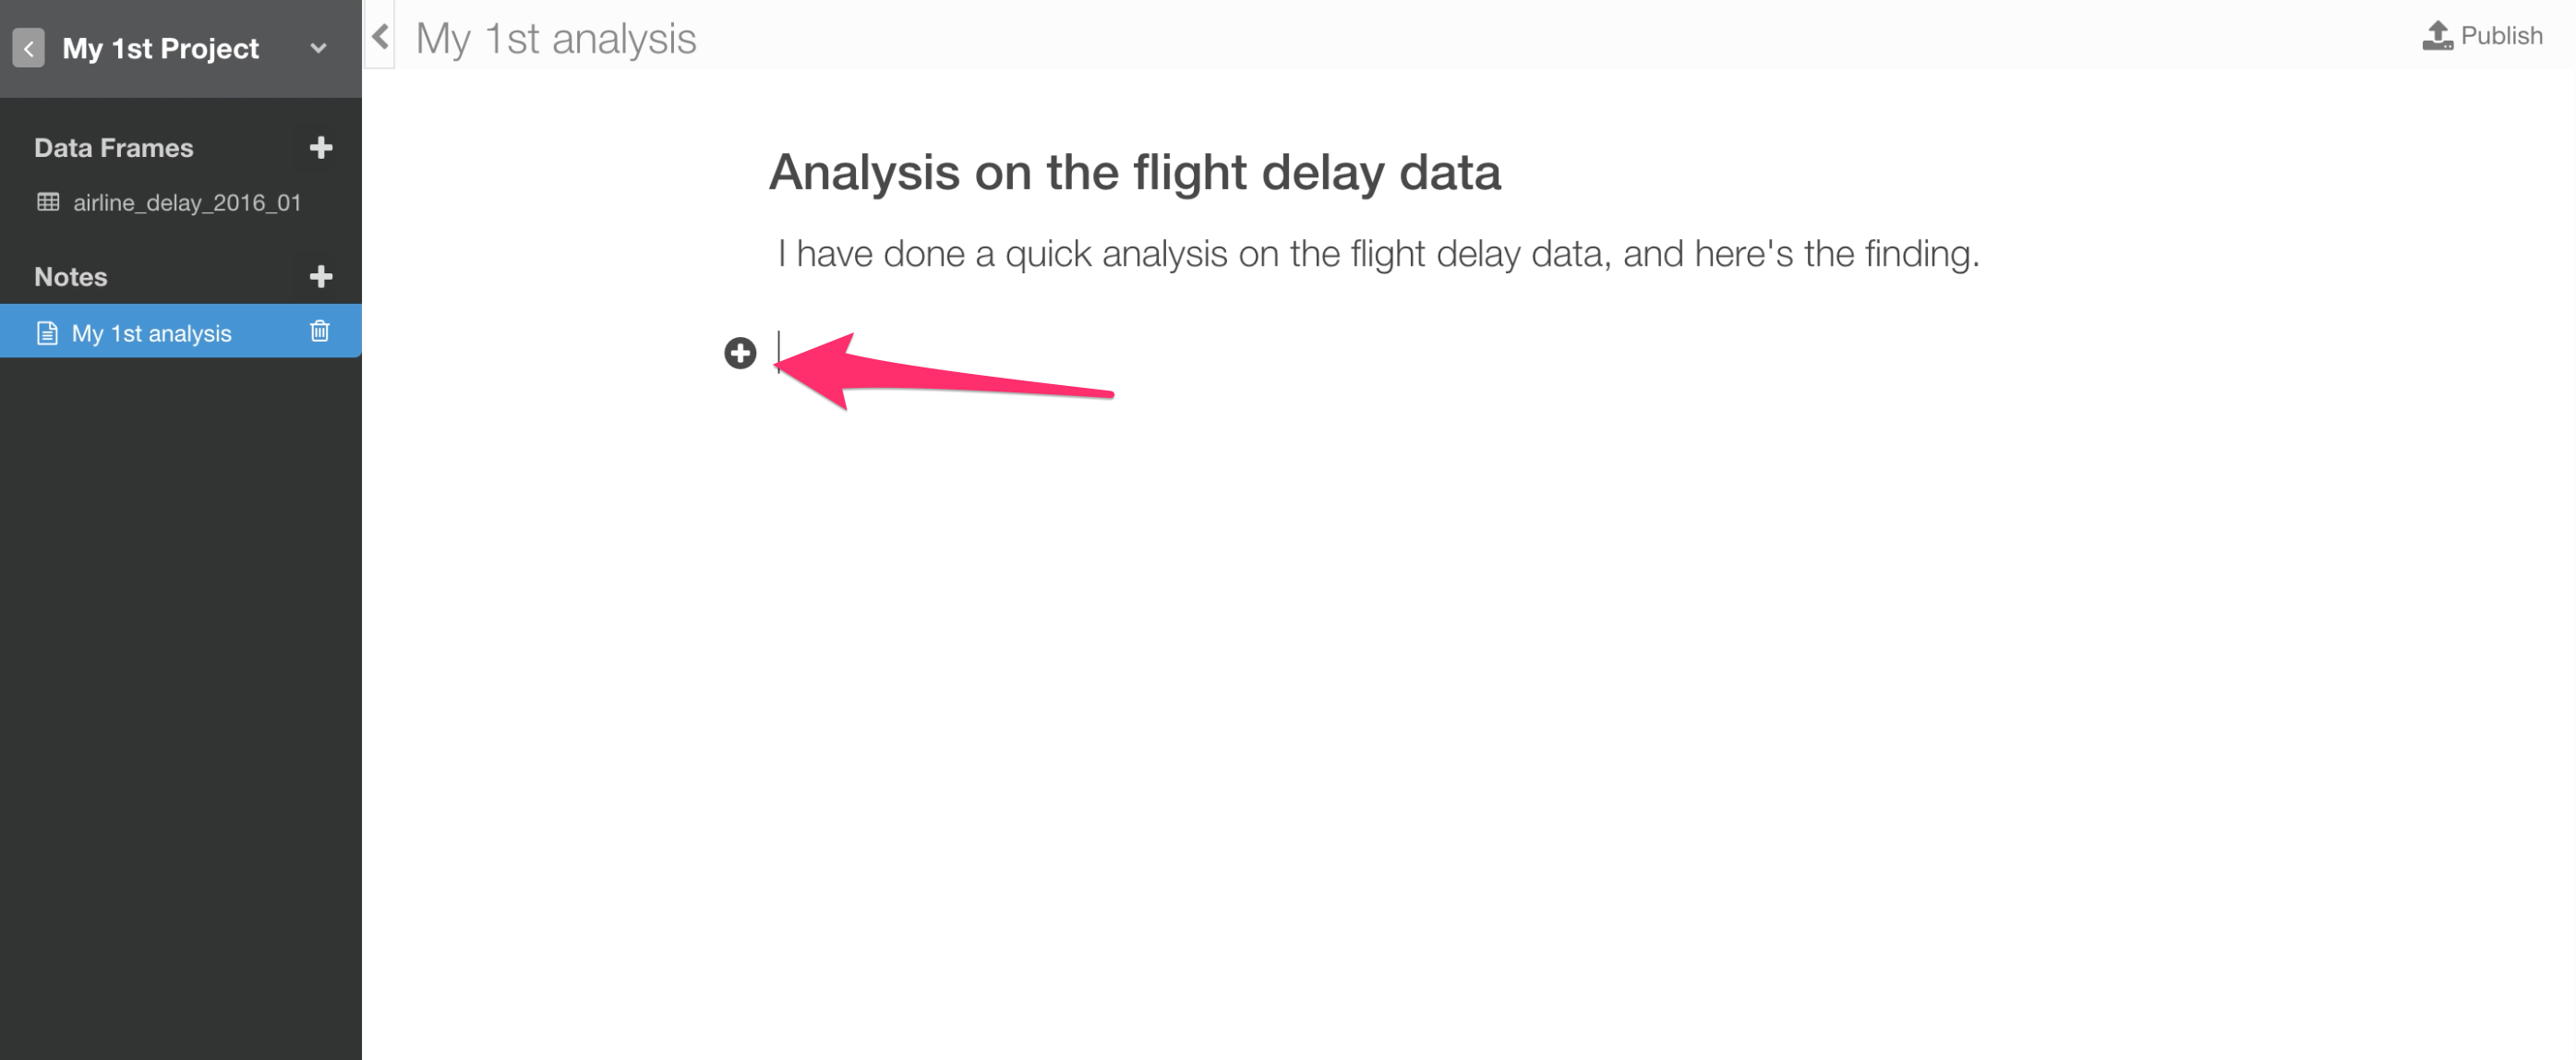 My 1st Project
Data Frames
airline_delay_2016_01
Notes
My 1st analysis
My 1st analysis
Publish
Analysis on the flight delay data
I have done a quick analysis on the flight delay data, and here's the finding.